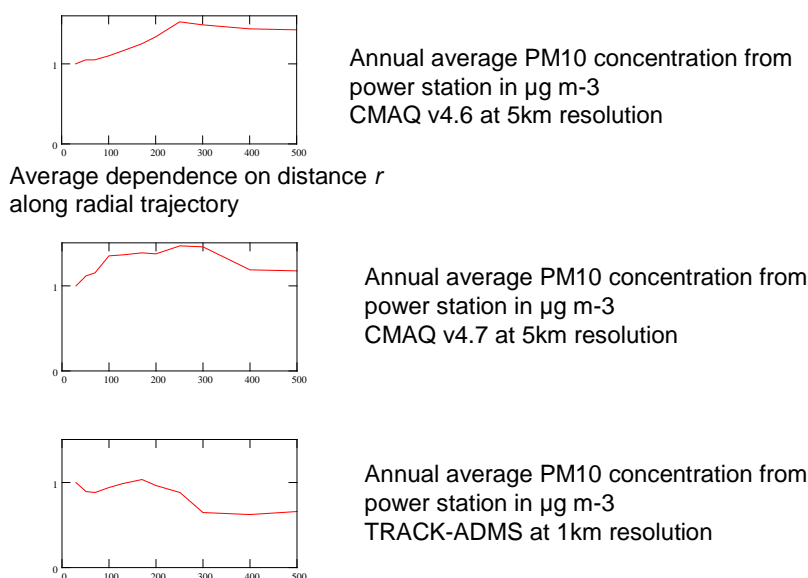 1
0
0 100 200 300 400 500
Annual average PM10 concentration from
power station in μg m-3
CMAQ v4.6 at 5km resolution
Average dependence on distance r
along radial trajectory
1
0
0 100 200 300 400 500
Annual average PM10 concentration from
power station in μg m-3
CMAQ v4.7 at 5km resolution
1
0
0 100 200 300 400 500
Annual average PM10 concentration from
power station in μg m-3
TRACK-ADMS at 1km resolution